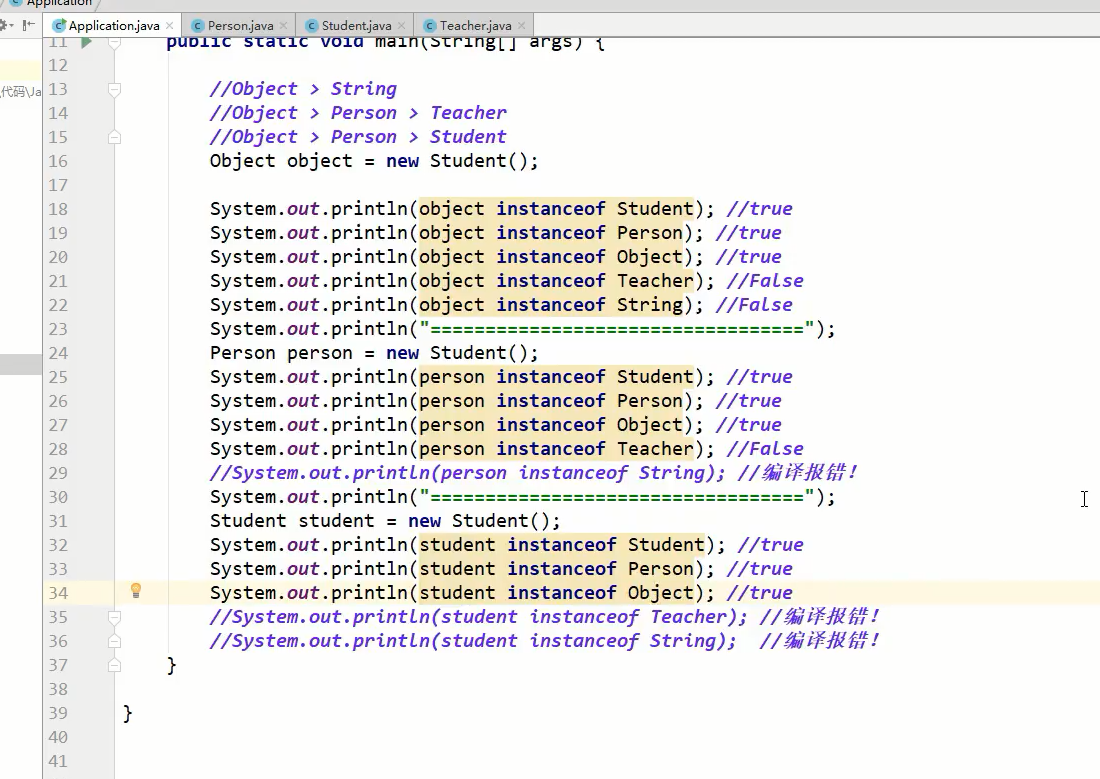 Application
Application.java Person.java Student.java Teacher.java
代码\Ja
11 public static void main(String[] args) {
12
13 //Object > String
14 //Object > Person > Teacher
15 //Object > Person > Student
16 Object object = new Student();
17
18 System.out.println(object instanceof Student); //true
19 System.out.println(object instanceof Person); //true
20 System.out.println(object instanceof Object); //true
21 System.out.println(object instanceof Teacher); //False
22 System.out.println(object instanceof String); //False
23 System.out.println("==================================");
24 Person person = new Student();
25 System.out.println(person instanceof Student); //true
26 System.out.println(person instanceof Person); //true
27 System.out.println(person instanceof Object); //true
28 System.out.println(person instanceof Teacher); //False
29 //System.out.println(person instanceof String); //编译报错!
30 System.out.println("==================================");
31 Student student = new Student();
32 System.out.println(student instanceof Student); //true
33 System.out.println(student instanceof Person); //true
34 System.out.println(student instanceof Object); //true
35 //System.out.println(student instanceof Teacher); //编译报错!
36 //System.out.println(student instanceof String); //编译报错!
37 }
38
39 }
40
41